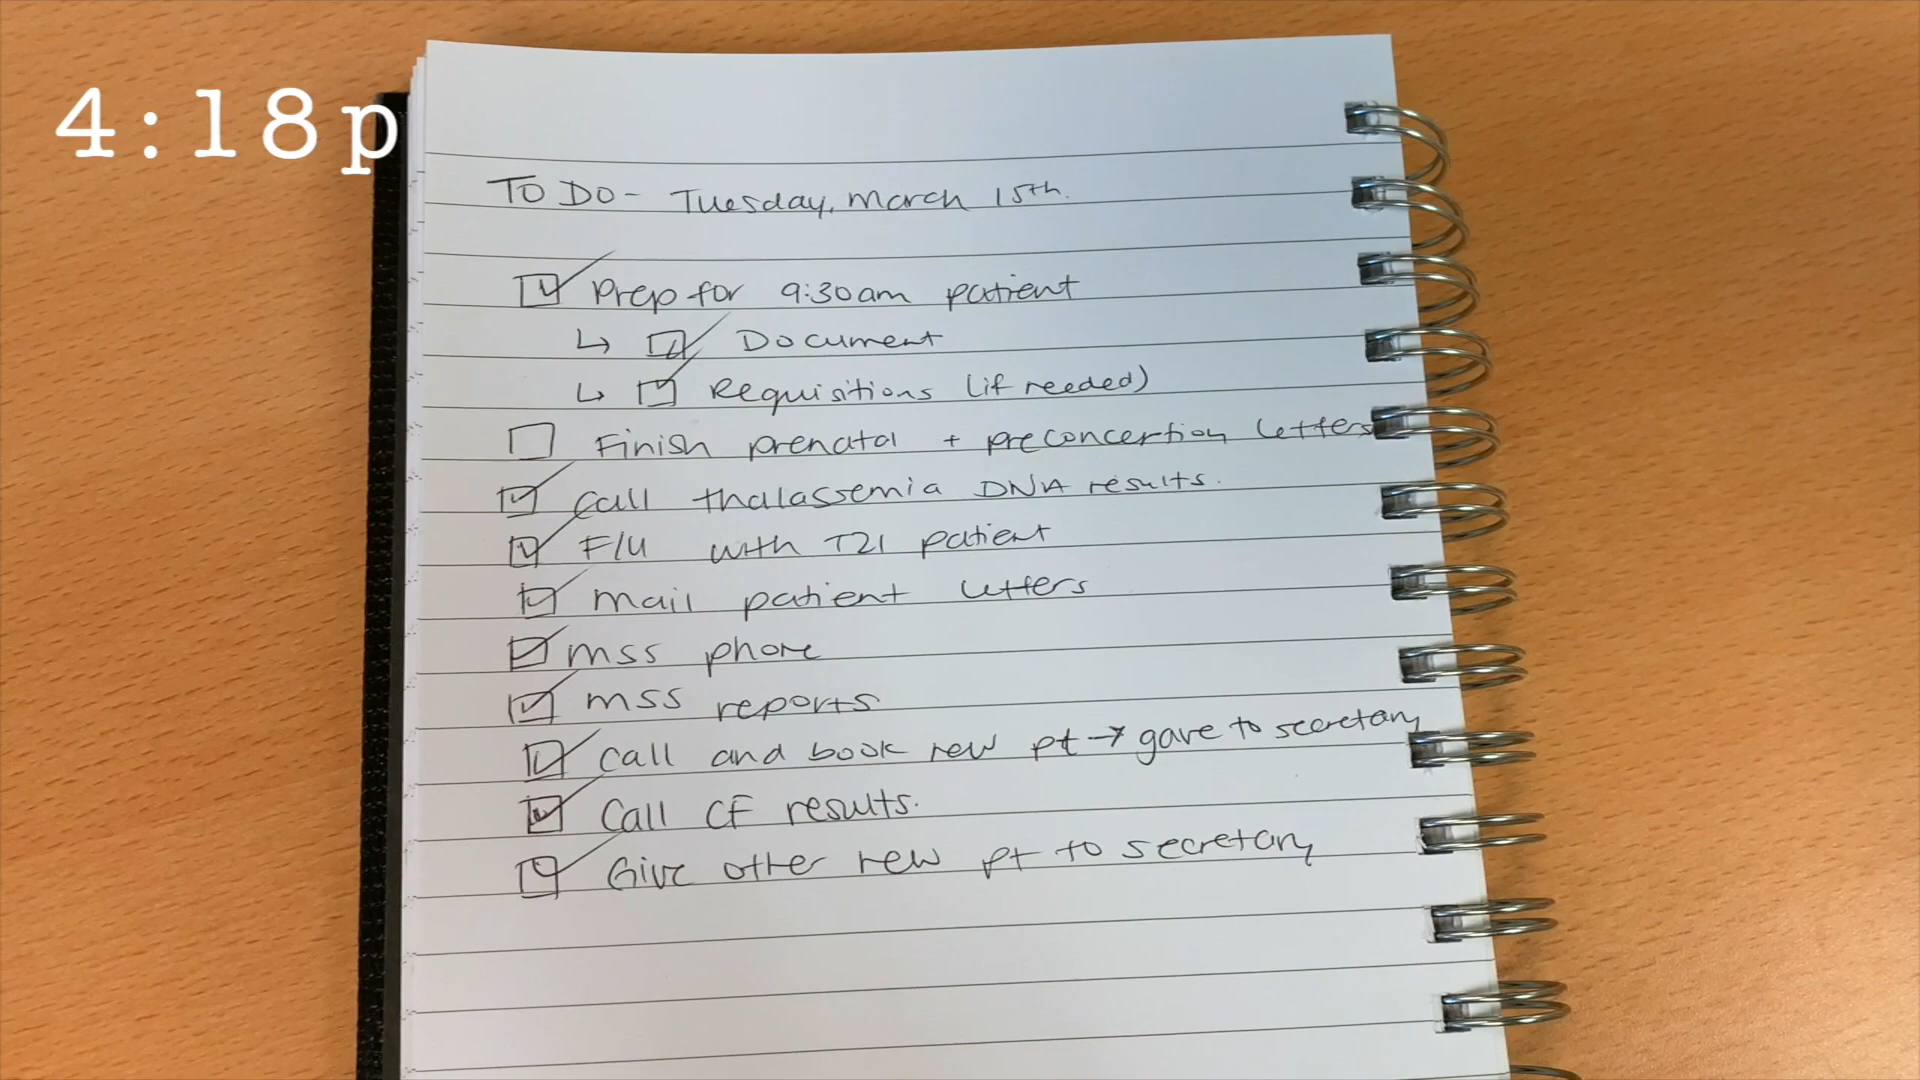 4:18p
TO DO - Tuesday, March 15th.
☑ Prep for 9:30am patient
↳ ☑ Document
↳ ☑ Requisitions (if needed)
☐ Finish prenatal + preconcertion letters
☑ Call thalassemia DNA results.
☑ F/U with T21 patient
☑ Mail patient letters
☑ MSS phone
☑ MSS reports.
☑ Call and book new pt → gave to secretary
☑ Call CF results.
☑ Give other new pt to secretary